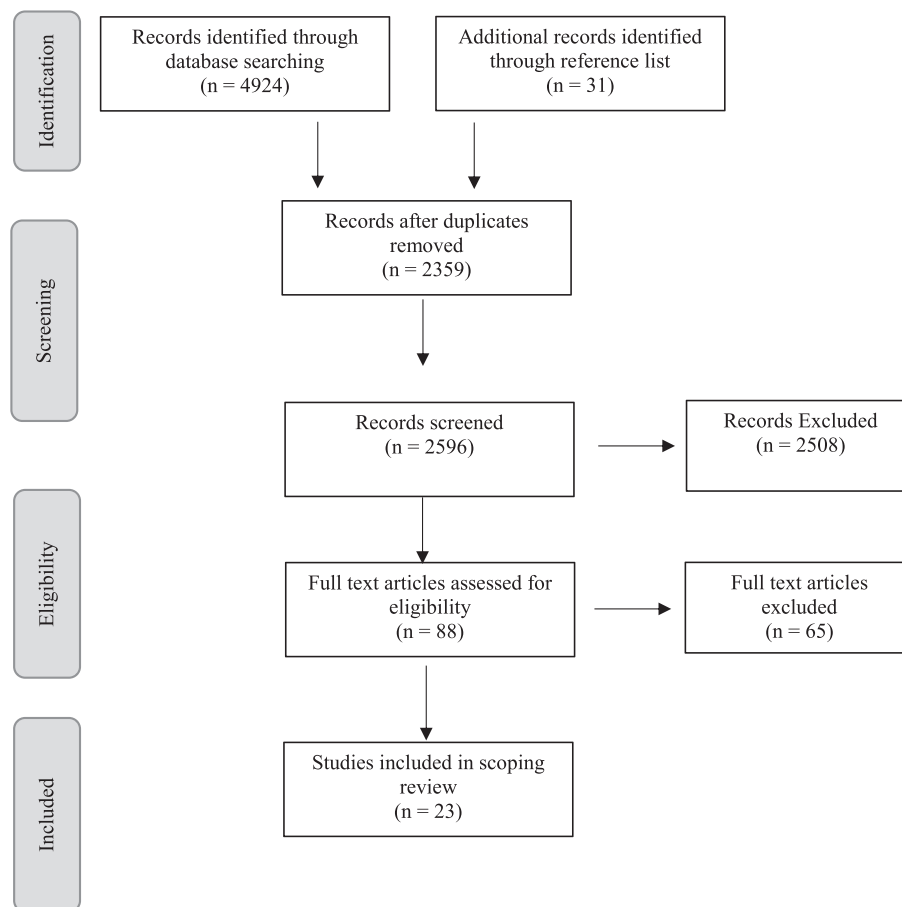 Identification
Records identified through
database searching
(n = 4924)
Additional records identified
through reference list
(n = 31)
Screening
Records after duplicates
removed
(n = 2359)
Records screened
(n = 2596)
Records Excluded
(n = 2508)
Eligibility
Full text articles assessed for
eligibility
(n = 88)
Full text articles
excluded
(n = 65)
Included
Studies included in scoping
review
(n = 23)